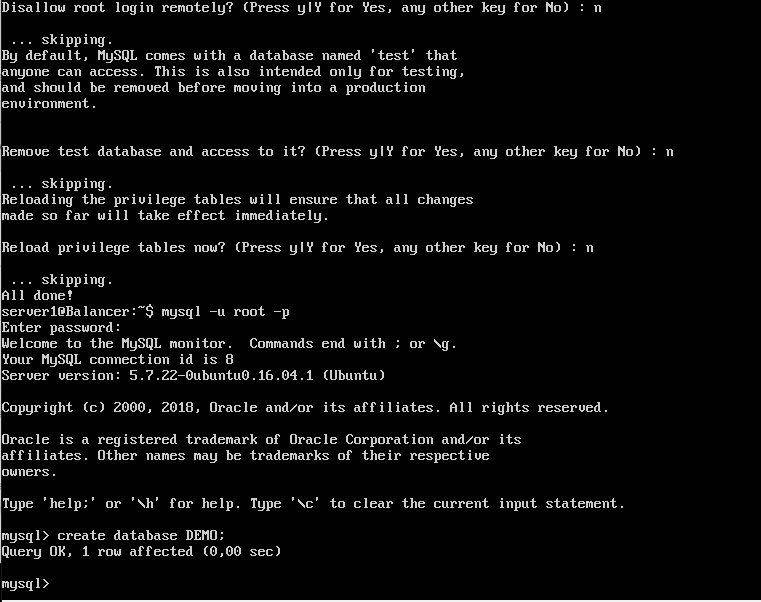 Disallow root login remotely? (Press y|Y for Yes, any other key for No) : n
... skipping.
By default, MySQL comes with a database named 'test' that
anyone can access. This is also intended only for testing,
and should be removed before moving into a production
environment.
Remove test database and access to it? (Press y|Y for Yes, any other key for No) : n
... skipping.
Reloading the privilege tables will ensure that all changes
made so far will take effect immediately.
Reload privilege tables now? (Press y|Y for Yes, any other key for No) : n
... skipping.
All done!
server1@Balancer:~$ mysql -u root -p
Enter password:
Welcome to the MySQL monitor.  Commands end with ; or \g.
Your MySQL connection id is 8
Server version: 5.7.22-0ubuntu0.16.04.1 (Ubuntu)
Copyright (c) 2000, 2018, Oracle and/or its affiliates. All rights reserved.
Oracle is a registered trademark of Oracle Corporation and/or its
affiliates. Other names may be trademarks of their respective
owners.
Type 'help;' or '\h' for help. Type '\c' to clear the current input statement.
mysql> create database DEMO;
Query OK, 1 row affected (0,00 sec)
mysql>